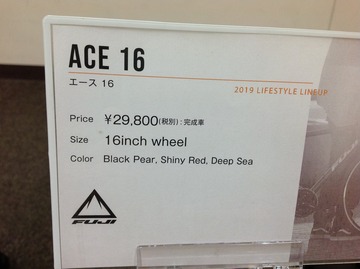 ACE 16
エース 16
2019 LIFESTYLE LINEUP
Price ¥29,800(税別):完成車
Size 16inch wheel
Color Black Pear, Shiny Red, Deep Sea
FUJI